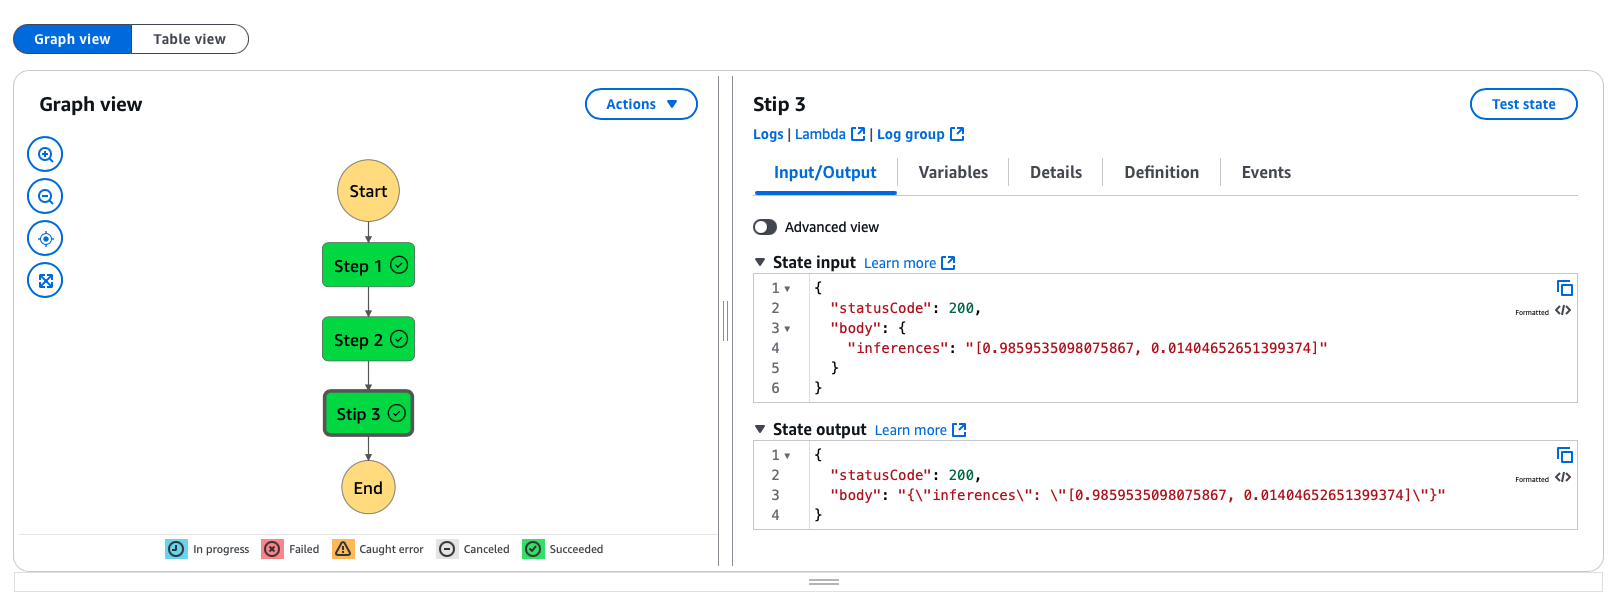 Graph view Table view
Graph view
Actions
Start
Step 1
Step 2
Stip 3
End
In progress Failed Caught error Canceled Succeeded
Stip 3
Test state
Logs | Lambda | Log group
Input/Output Variables Details Definition Events
Advanced view
State input Learn more
1 {
2 "statusCode": 200,
3 "body": {
4 "inferences": "[0.9859535098075867, 0.01404652651399374]"
5 }
6 }
Formatted </>
State output Learn more
1 {
2 "statusCode": 200,
3 "body": "{\"inferences\": \"[0.9859535098075867, 0.01404652651399374]\"}"
4 }
Formatted </>